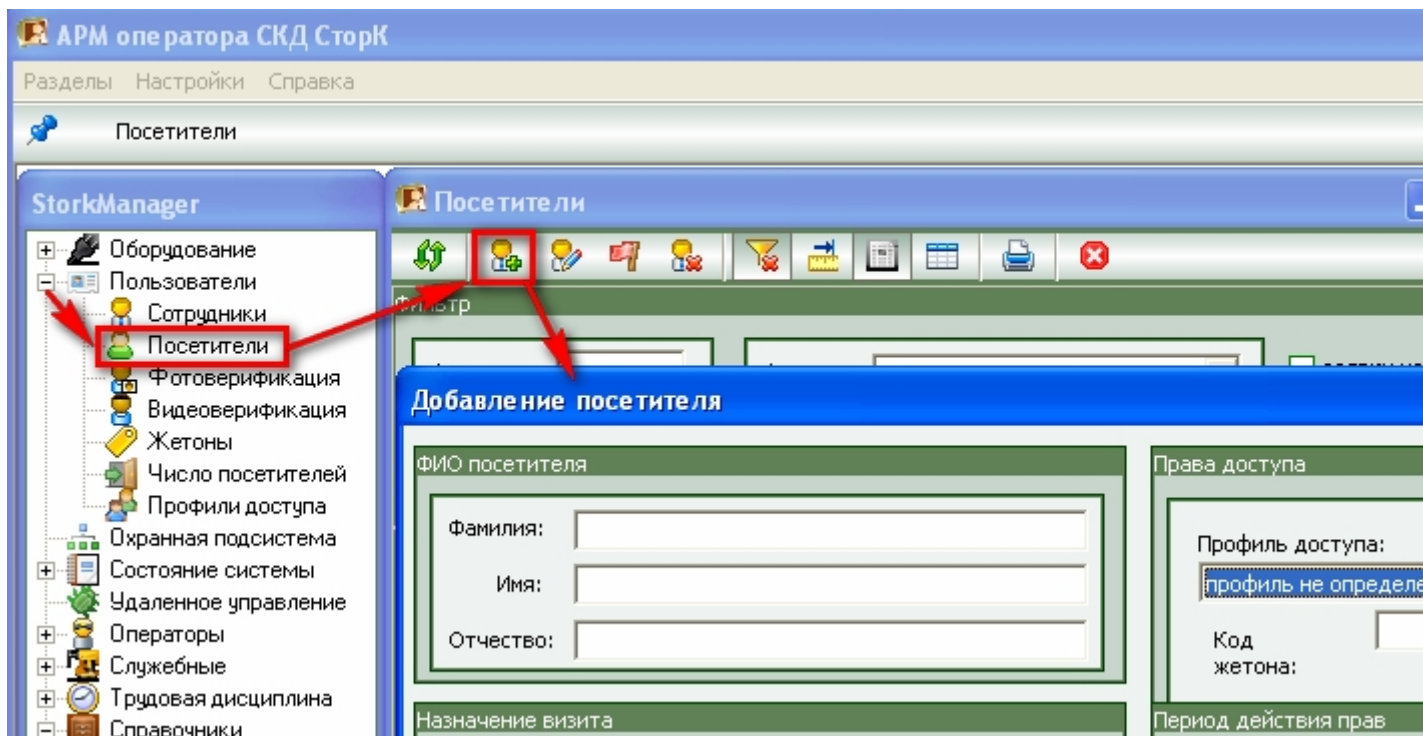 АРМ оператора СКД СторК
Разделы Настройки Справка
Посетители
StorkManager
Оборудование
Пользователи
Сотрудники
Посетители
Фотоверификация
Видеоверификация
Жетоны
Число посетителей
Профили доступа
Охранная подсистема
Состояние системы
Удаленное управление
Операторы
Служебные
Трудовая дисциплина
Справочники
Посетители
Фильтр
Добавление посетителя
ФИО посетителя
Фамилия:
Имя:
Отчество:
Назначение визита
Права доступа
Профиль доступа:
профиль не определе
Код
жетона:
Период действия прав